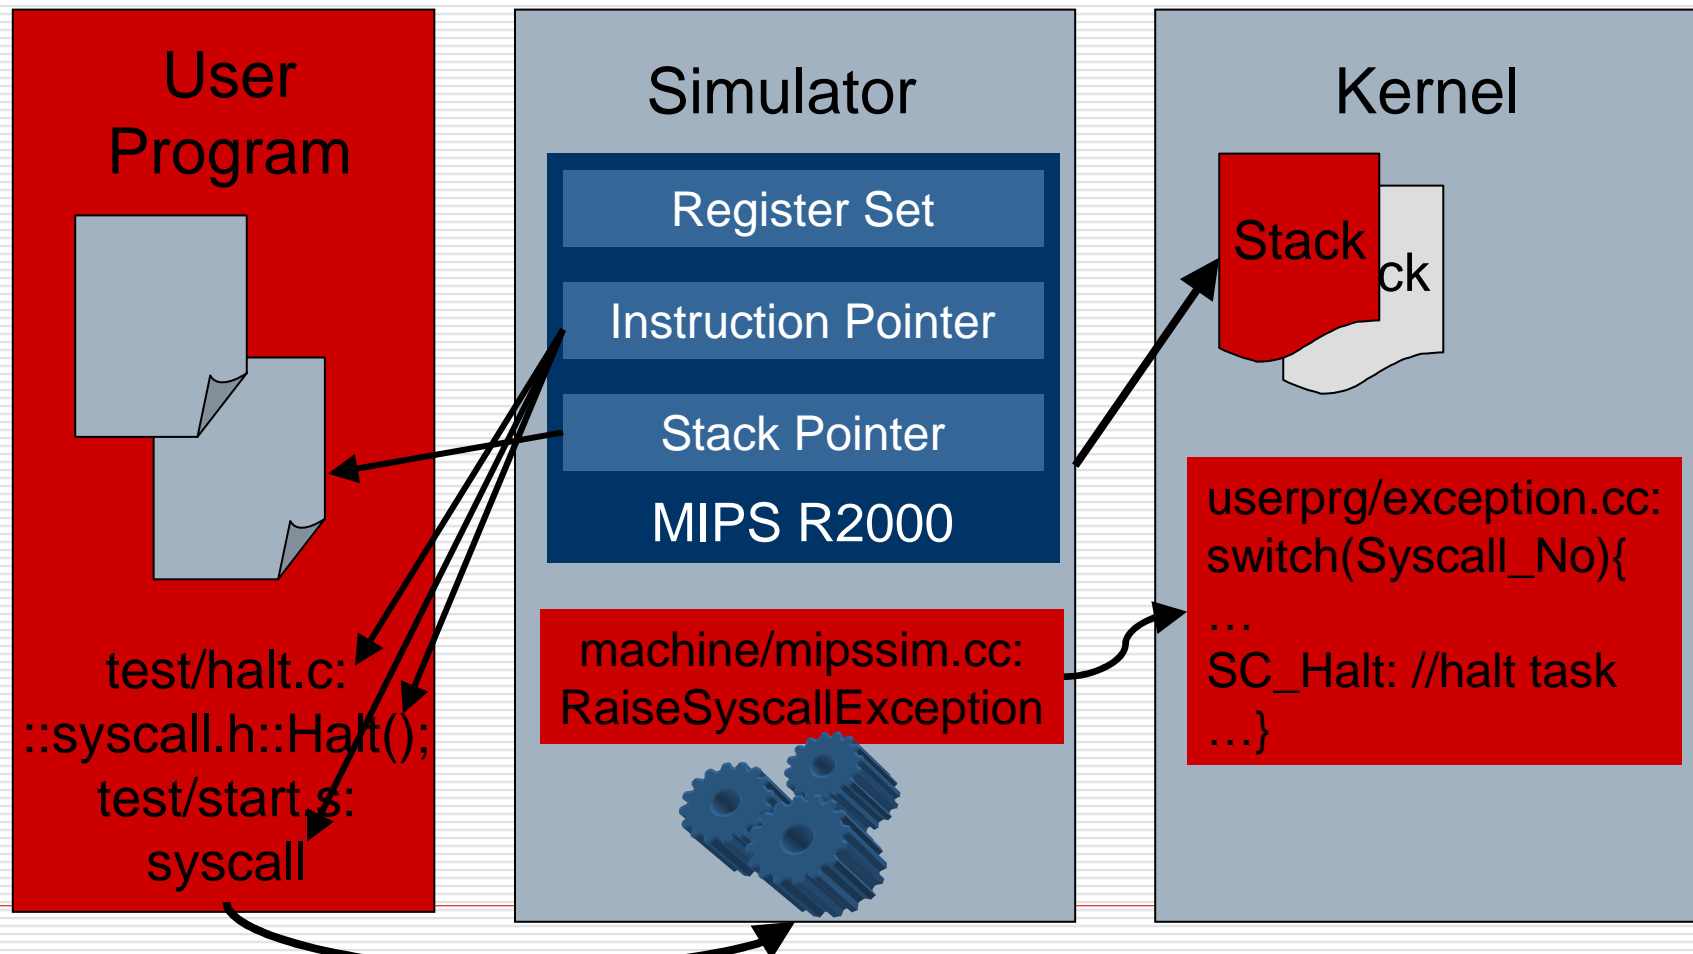 User
Program
test/halt.c:
::syscall.h::Halt();
test/start.s:
syscall
Simulator
Register Set
Instruction Pointer
Stack Pointer
MIPS R2000
machine/mipssim.cc:
RaiseSyscallException
Kernel
Stack
ck
userprg/exception.cc:
switch(Syscall_No){
…
SC_Halt: //halt task
…}